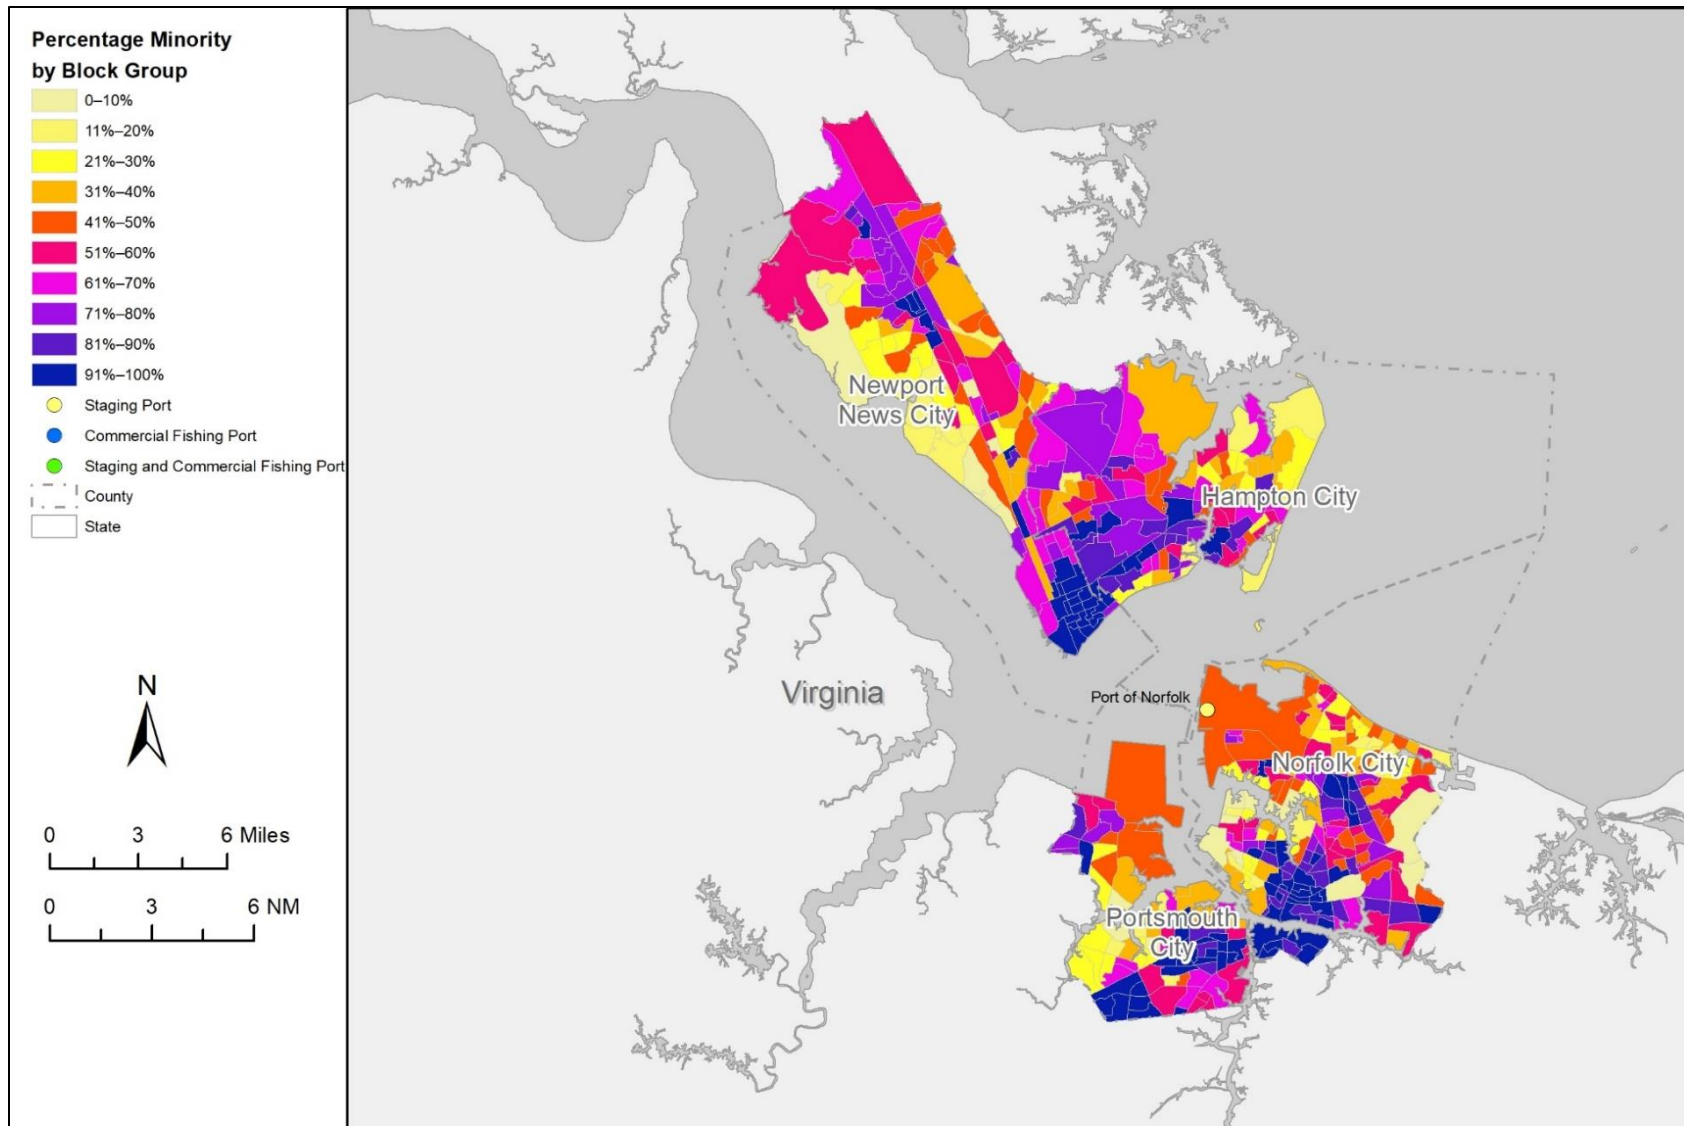 Percentage Minority
by Block Group
0–10%
11%–20%
21%–30%
31%–40%
41%–50%
51%–60%
61%–70%
71%–80%
81%–90%
91%–100%
Staging Port
Commercial Fishing Port
Staging and Commercial Fishing Port
County
State
N
0 3 6 Miles
0 3 6 NM
Newport
News City
Hampton City
Virginia
Port of Norfolk
Norfolk City
Portsmouth
City